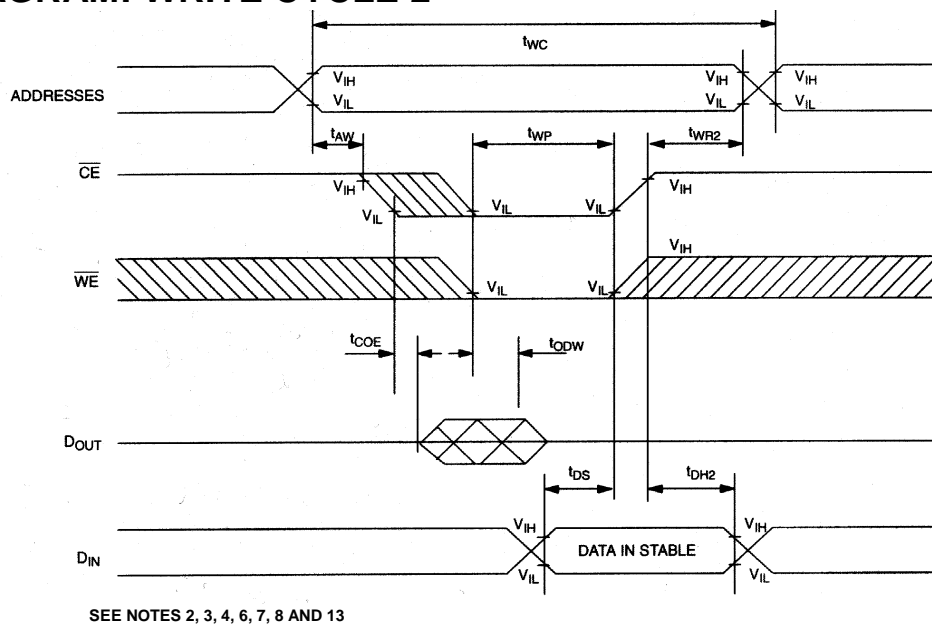 t_WC
ADDRESSES
V_IH
V_IL
V_IH
V_IL
V_IH
V_IL
t_AW
t_WP
t_WR2
CE
V_IH
V_IL
V_IL
V_IL
V_IH
WE
V_IH
V_IL
V_IL
t_COE
t_ODW
D_OUT
t_DS
t_DH2
D_IN
V_IH
V_IL
DATA IN STABLE
V_IH
V_IL
SEE NOTES 2, 3, 4, 6, 7, 8 AND 13